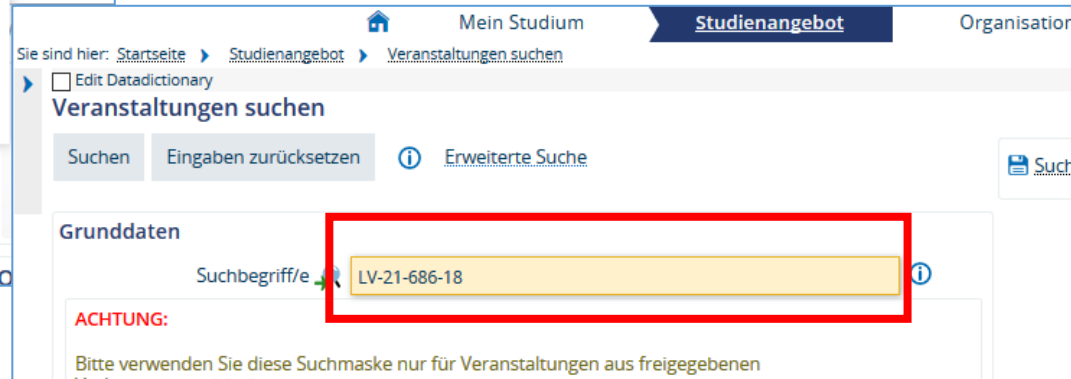 Mein Studium Studienangebot Organisation
Sie sind hier: Startseite Studienangebot Veranstaltungen suchen
Edit Datadictionary
Veranstaltungen suchen
Suchen Eingaben zurücksetzen Erweiterte Suche
Such
Grunddaten
Suchbegriff/e LV-21-686-18
ACHTUNG:
Bitte verwenden Sie diese Suchmaske nur für Veranstaltungen aus freigegebenen